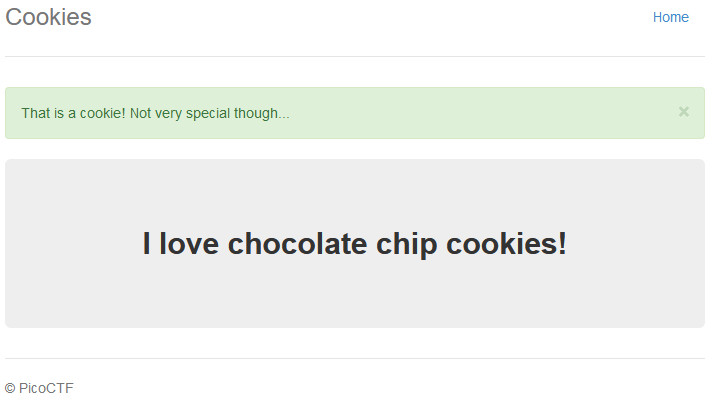 Cookies
Home
That is a cookie! Not very special though...
×
I love chocolate chip cookies!
© PicoCTF